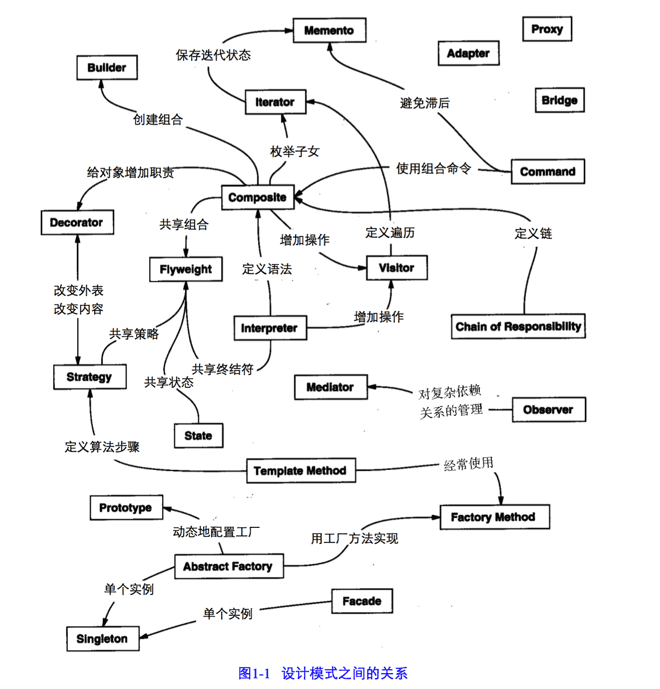 Memento
Proxy
Adapter
保存迭代状态
Builder
Iterator
Bridge
避免滞后
创建组合
枚举子女
给对象增加职责
使用组合命令
Command
Composite
Decorator
共享组合
增加操作
定义遍历
定义链
Flyweight
定义语法
Visitor
改变外表
改变内容
增加操作
Interpreter
Chain of Responsibility
共享策略
共享终结符
Strategy
共享状态
Mediator
对复杂依赖
关系的管理
Observer
State
定义算法步骤
Template Method
经常使用
Prototype
Factory Method
动态地配置工厂
用工厂方法实现
Abstract Factory
单个实例
Facade
单个实例
Singleton
图1-1 设计模式之间的关系